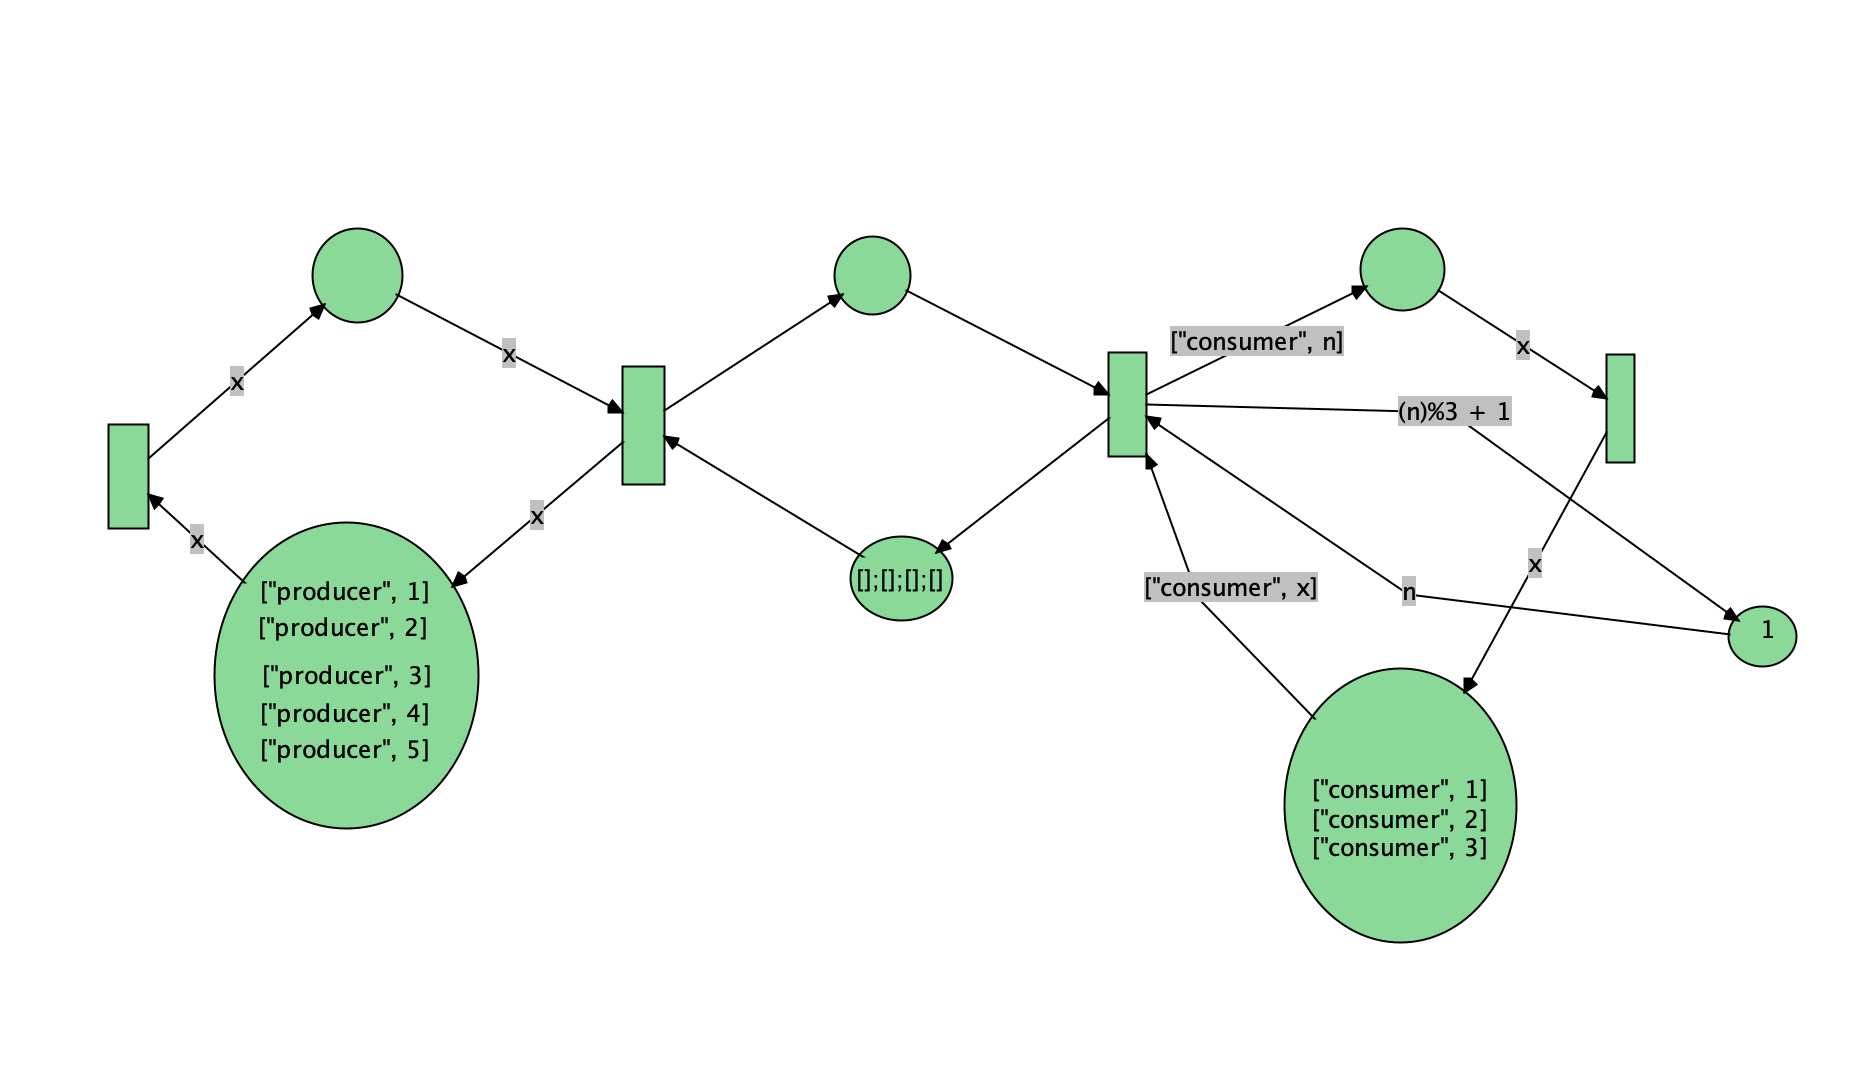 ["consumer", n]
x
x
x
(n)%3 + 1
x
x
["producer", 1]
["producer", 2]
["producer", 3]
["producer", 4]
["producer", 5]
[];[];[];[]
["consumer", x]
n
x
1
["consumer", 1]
["consumer", 2]
["consumer", 3]